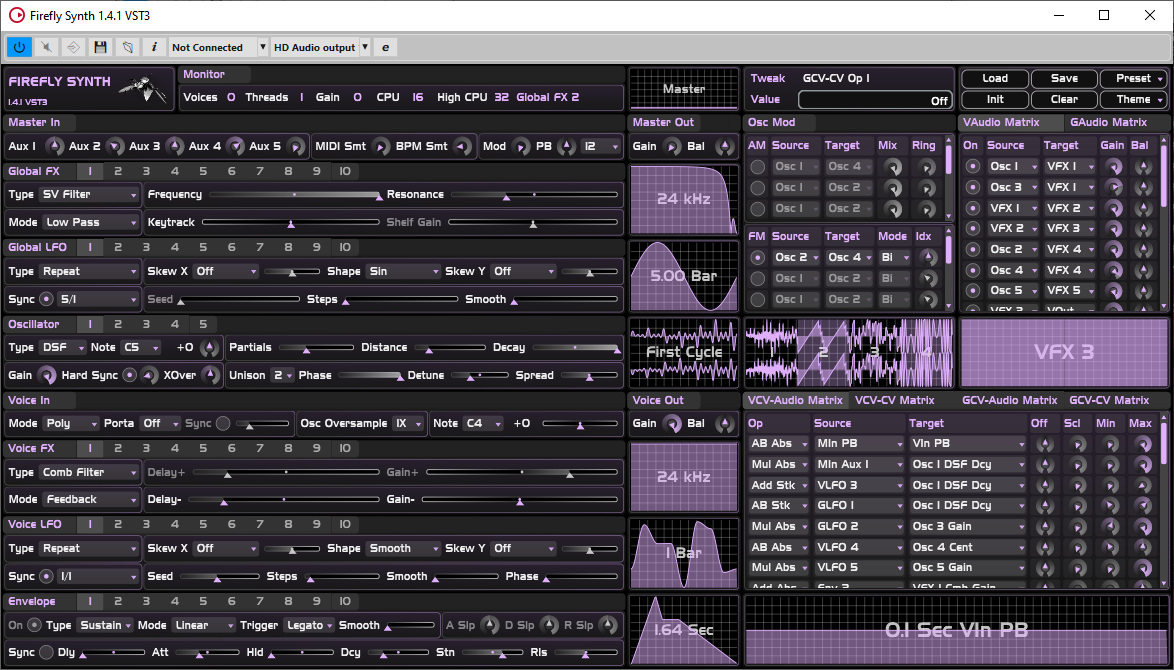 Firefly Synth 1.4.1 VST3
i Not Connected HD Audio output e
FIREFLY SYNTH
1.4.1 VST3
Monitor
Voices 0 Threads 1 Gain 0 CPU 16 High CPU 32 Global FX 2
Master
Tweak GCV-CV Op 1
Value Off
Load Save Preset
Init Clear Theme
Master In
Aux 1 Aux 2 Aux 3 Aux 4 Aux 5 MIDI Smt BPM Smt Mod PB 12
Master Out
Gain Bal
Osc Mod
AM Source Target Mix Ring
Osc 1 Osc 4
Osc 1 Osc 2
Osc 1 Osc 2
FM Source Target Mode Idx
Osc 2 Osc 4 Bi
Osc 1 Osc 2 Bi
Osc 1 Osc 2 Bi
VAudio Matrix GAudio Matrix
On Source Target Gain Bal
Osc 1 VFX 1
Osc 3 VFX 1
VFX 1 VFX 2
VFX 2 VFX 3
Osc 2 VFX 4
Osc 4 VFX 4
Osc 5 VFX 5
VFX 3 VOut
Global FX 1 2 3 4 5 6 7 8 9 10
Type SV Filter Frequency Resonance
Mode Low Pass Keytrack Shelf Gain
24 kHz
Global LFO 1 2 3 4 5 6 7 8 9 10
Type Repeat Skew X Off Shape Sin Skew Y Off
Sync 5/1 Seed Steps Smooth
5.00 Bar
Oscillator 1 2 3 4 5
Type DSF Note C5 +0 Partials Distance Decay
Gain Hard Sync XOver Unison 2 Phase Detune Spread
First Cycle
2 3 4
VFX 3
Voice In
Mode Poly Porta Off Sync Osc Oversample 1X Note C4 +0
Voice Out
Gain Bal
Voice FX 1 2 3 4 5 6 7 8 9 10
Type Comb Filter Delay+ Gain+
Mode Feedback Delay- Gain-
24 kHz
Voice LFO 1 2 3 4 5 6 7 8 9 10
Type Repeat Skew X Off Shape Smooth Skew Y Off
Sync 1/1 Seed Steps Smooth Phase
1 Bar
Envelope 1 2 3 4 5 6 7 8 9 10
On Type Sustain Mode Linear Trigger Legato Smooth A Slp D Slp R Slp
Sync Dly Att Hld Dcy Stn Rls
1.64 Sec
VCV-Audio Matrix VCV-CV Matrix GCV-Audio Matrix GCV-CV Matrix
Op Source Target Off Scl Min Max
AB Abs MIn PB VIn PB
Mul Abs MIn Aux 1 Osc 1 DSF Dcy
Add Stk VLFO 3 Osc 1 DSF Dcy
AB Stk GLFO 1 Osc 1 DSF Dcy
Mul Abs GLFO 2 Osc 3 Gain
AB Abs VLFO 4 Osc 4 Cent
Mul Abs VLFO 5 Osc 5 Gain
Add Abs Env 2 VFX 1 Cmb Gain
0.1 Sec VIn PB